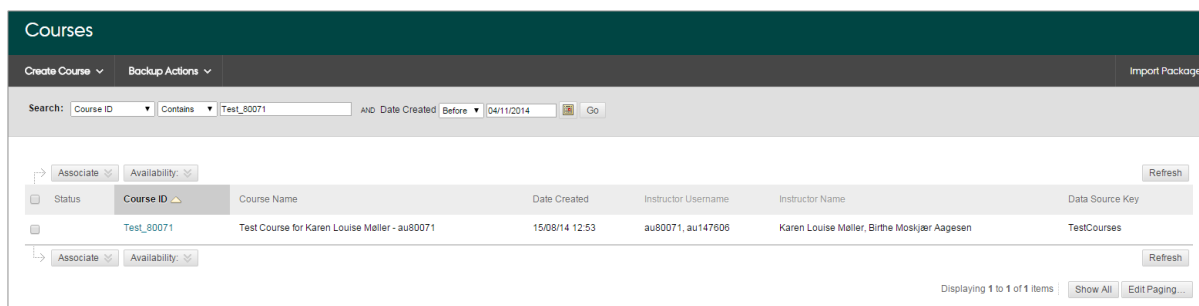 Courses
Create Course Backup Actions Import Package
Search: Course ID Contains Test_80071 AND Date Created Before 04/11/2014 Go
Associate Availability: Refresh
Status Course ID Course Name Date Created Instructor Username Instructor Name Data Source Key
Test_80071 Test Course for Karen Louise Møller - au80071 15/08/14 12:53 au80071, au147606 Karen Louise Møller, Birthe Moskjær Aagesen TestCourses
Associate Availability: Refresh
Displaying 1 to 1 of 1 items Show All Edit Paging...